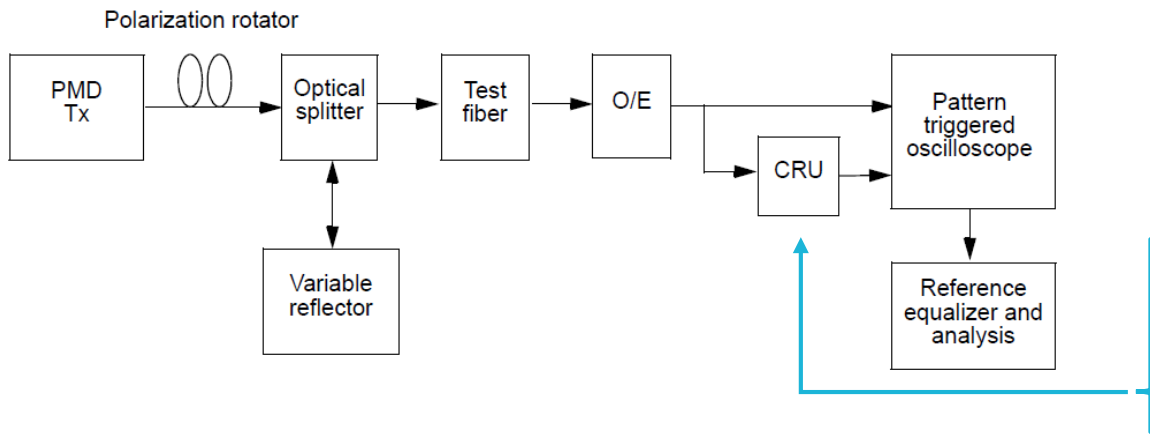 Polarization rotator
PMD
Tx
Optical
splitter
Test
fiber
O/E
CRU
Pattern
triggered
oscilloscope
Variable
reflector
Reference
equalizer and
analysis